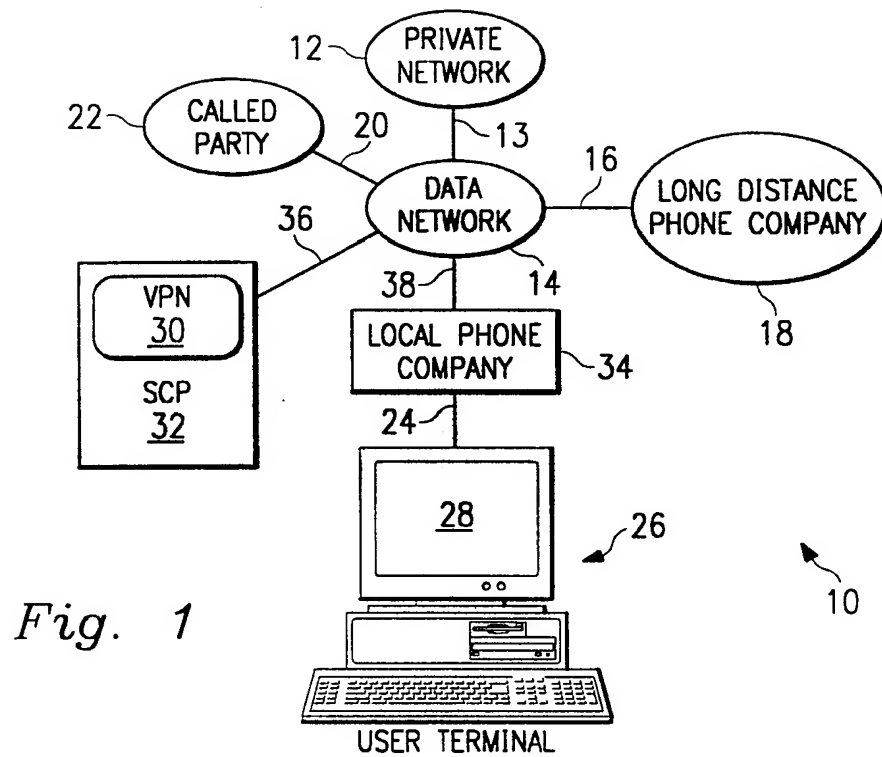 12
PRIVATE
NETWORK
22
CALLED
PARTY
20
13
DATA
NETWORK
16
LONG DISTANCE
PHONE COMPANY
36
38
14
18
VPN
30
SCP
32
LOCAL PHONE
COMPANY
34
24
28
26
10
Fig. 1
USER TERMINAL